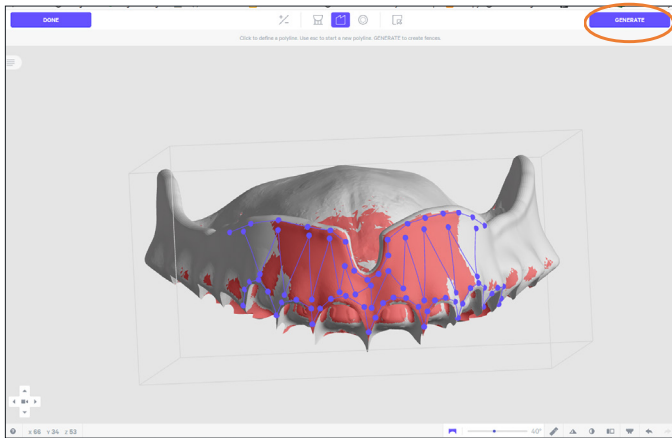 DONE
GENERATE
Click to define a polyline. Use esc to start a new polyline. GENERATE to create fences.
x 66 Y 34 z 53
40°